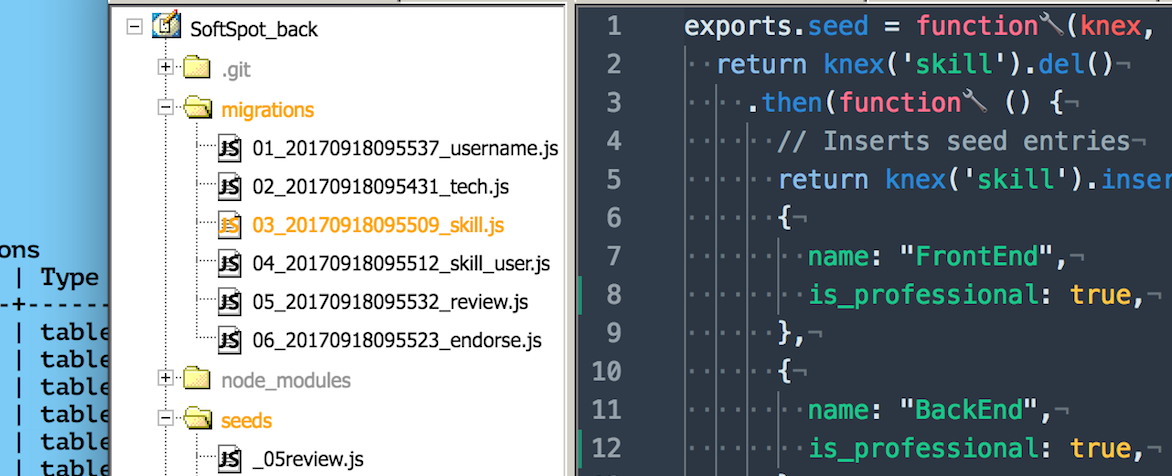 ons
| Type
-+------
| table
| table
| table
| table
| table
| table
SoftSpot_back
.git
migrations
01_20170918095537_username.js
02_20170918095431_tech.js
03_20170918095509_skill.js
04_20170918095512_skill_user.js
05_20170918095532_review.js
06_20170918095523_endorse.js
node_modules
seeds
_05review.js
1 exports.seed = function🔧(knex,
2 ··return knex('skill').del()¬
3 ····.then(function🔧 () {¬
4 ······// Inserts seed entries¬
5 ······return knex('skill').inser
6 ······{¬
7 ········name: "FrontEnd",¬
8 ········is_professional: true,¬
9 ······},¬
10 ······{¬
11 ········name: "BackEnd",¬
12 ········is_professional: true,¬